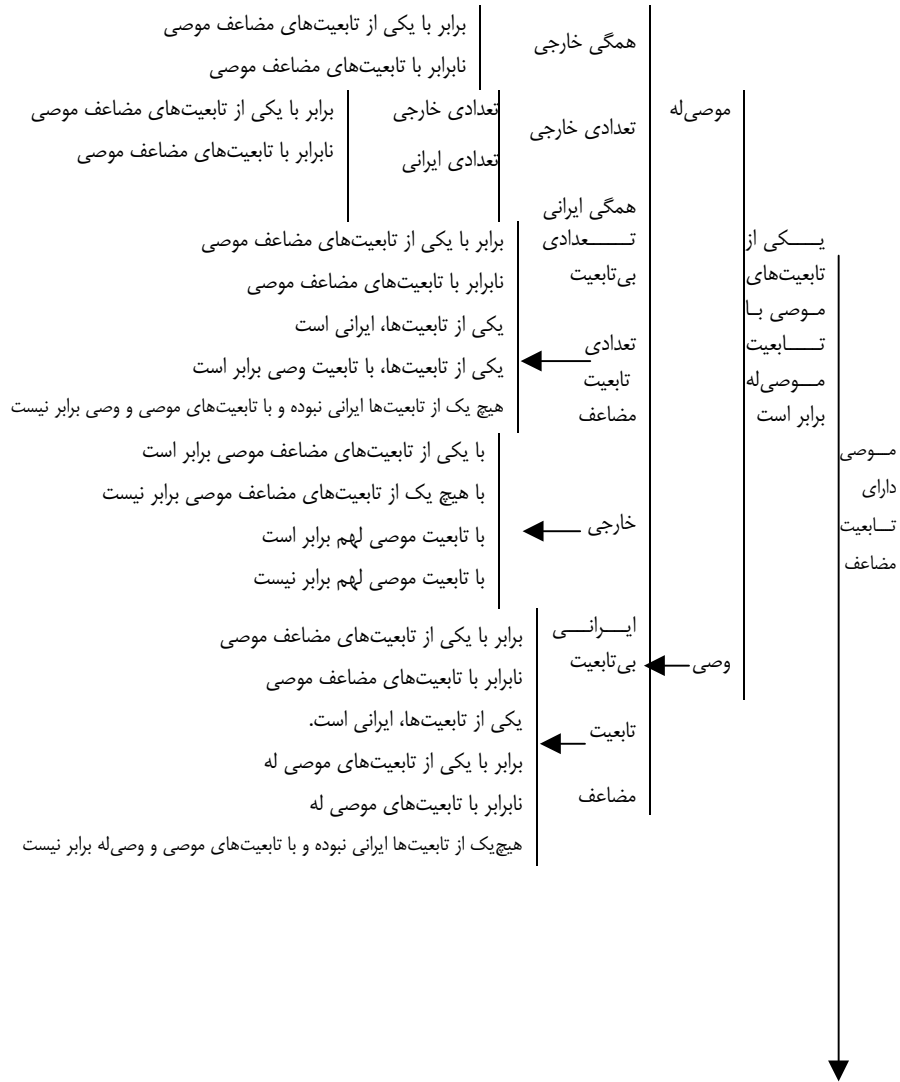 موصی
دارای
تابعیت
مضاعف
یکی از
تابعیت‌های
موصی با
تابعیت
موصی‌له
برابر است
موصی‌له
همگی خارجی
برابر با یکی از تابعیت‌های مضاعف موصی
نابرابر با تابعیت‌های مضاعف موصی
تعدادی خارجی
تعدادی خارجی
تعدادی ایرانی
برابر با یکی از تابعیت‌های مضاعف موصی
نابرابر با تابعیت‌های مضاعف موصی
همگی ایرانی
تعدادی
بی‌تابعیت
تعدادی
تابعیت
مضاعف
برابر با یکی از تابعیت‌های مضاعف موصی
نابرابر با تابعیت‌های مضاعف موصی
یکی از تابعیت‌ها، ایرانی است
یکی از تابعیت‌ها، با تابعیت وصی برابر است
هیچ یک از تابعیت‌ها ایرانی نبوده و با تابعیت‌های موصی و وصی برابر نیست
وصی
خارجی
با یکی از تابعیت‌های مضاعف موصی برابر است
با هیچ یک از تابعیت‌های مضاعف موصی برابر نیست
با تابعیت موصی لهم برابر است
با تابعیت موصی لهم برابر نیست
ایرانی
بی‌تابعیت
تابعیت
مضاعف
برابر با یکی از تابعیت‌های مضاعف موصی
نابرابر با تابعیت‌های مضاعف موصی
یکی از تابعیت‌ها، ایرانی است.
برابر با یکی از تابعیت‌های موصی له
نابرابر با تابعیت‌های موصی له
هیچ‌یک از تابعیت‌ها ایرانی نبوده و با تابعیت‌های موصی و وصی‌له برابر نیست